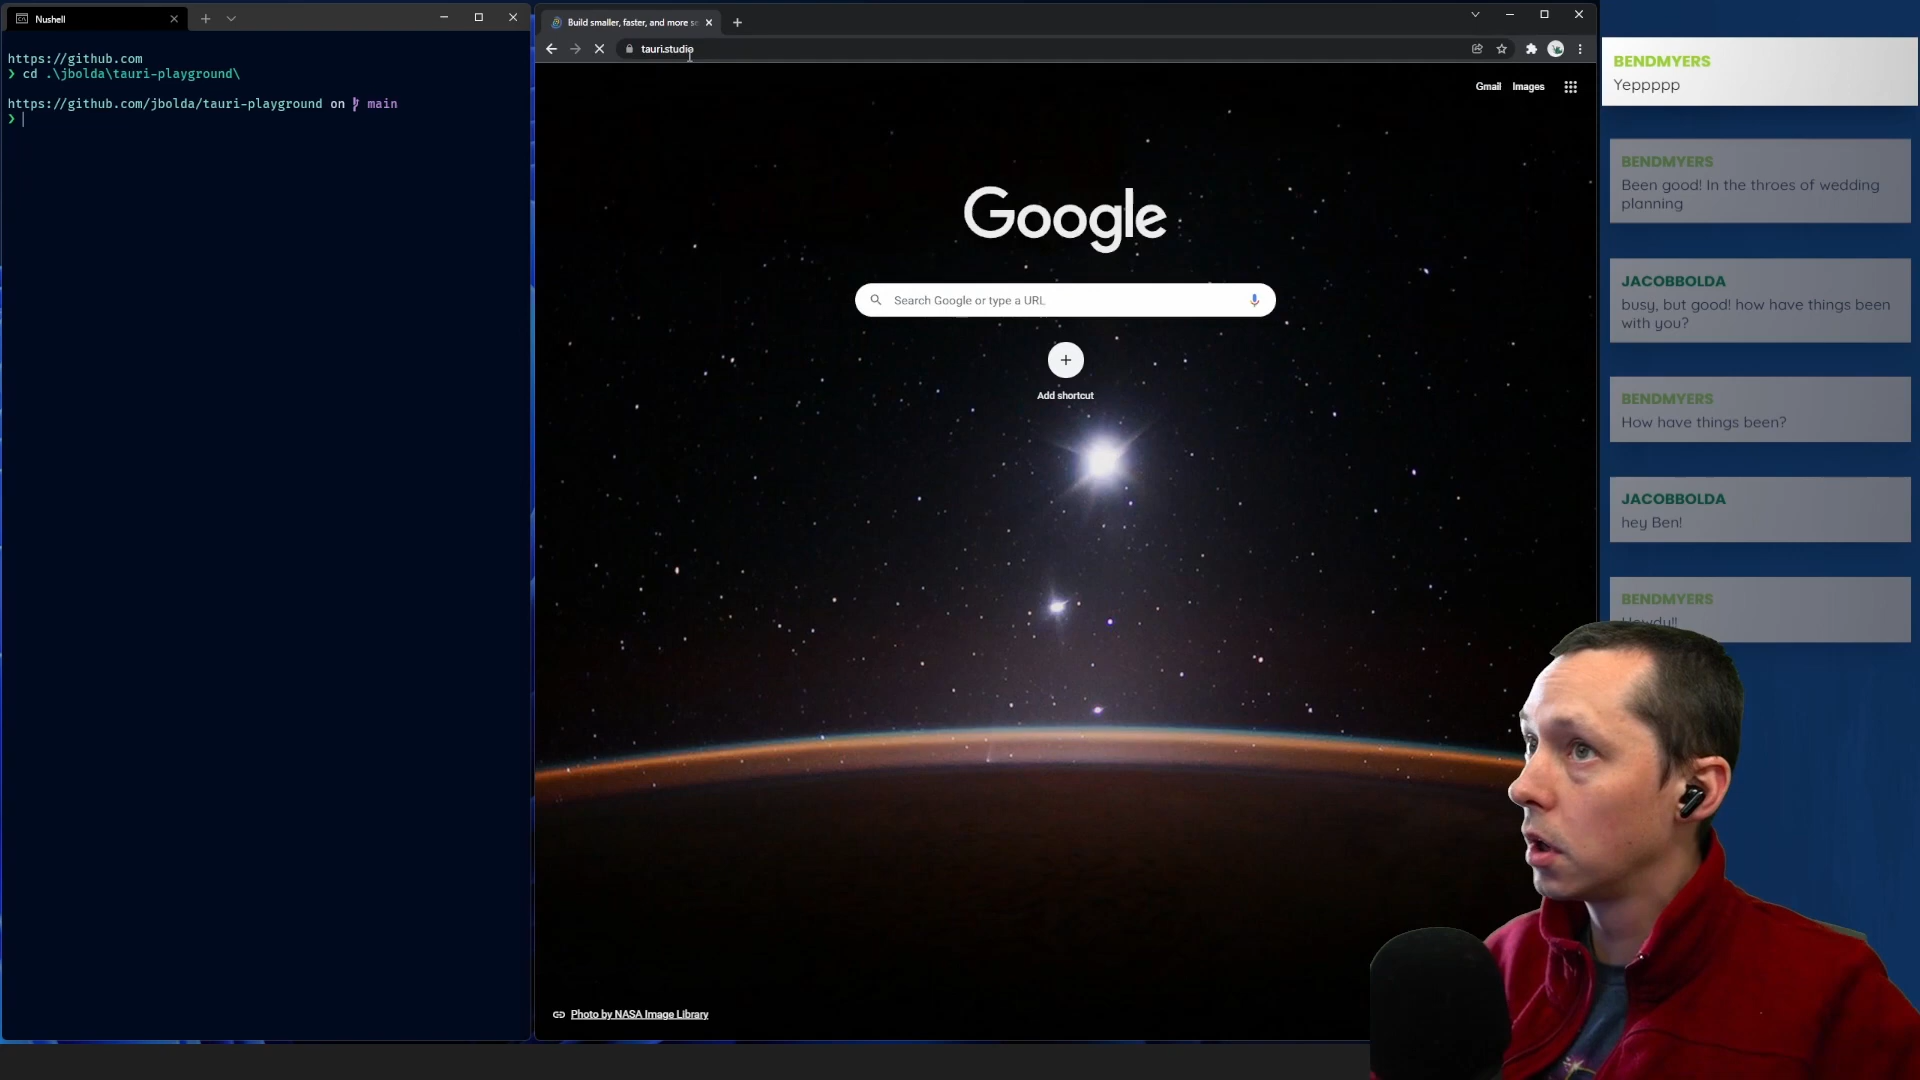 Nushell
https://github.com
❯ cd .\jbolda\tauri-playground\
https://github.com/jbolda/tauri-playground on main
❯
Build smaller, faster, and more se
tauri.studio
Gmail Images
Google
Search Google or type a URL
Add shortcut
Photo by NASA Image Library
BENDMYERS
Yeppppp
BENDMYERS
Been good! In the throes of wedding
planning
JACOBBOLDA
busy, but good! how have things been
with you?
BENDMYERS
How have things been?
JACOBBOLDA
hey Ben!
BENDMYERS
Howdy!!